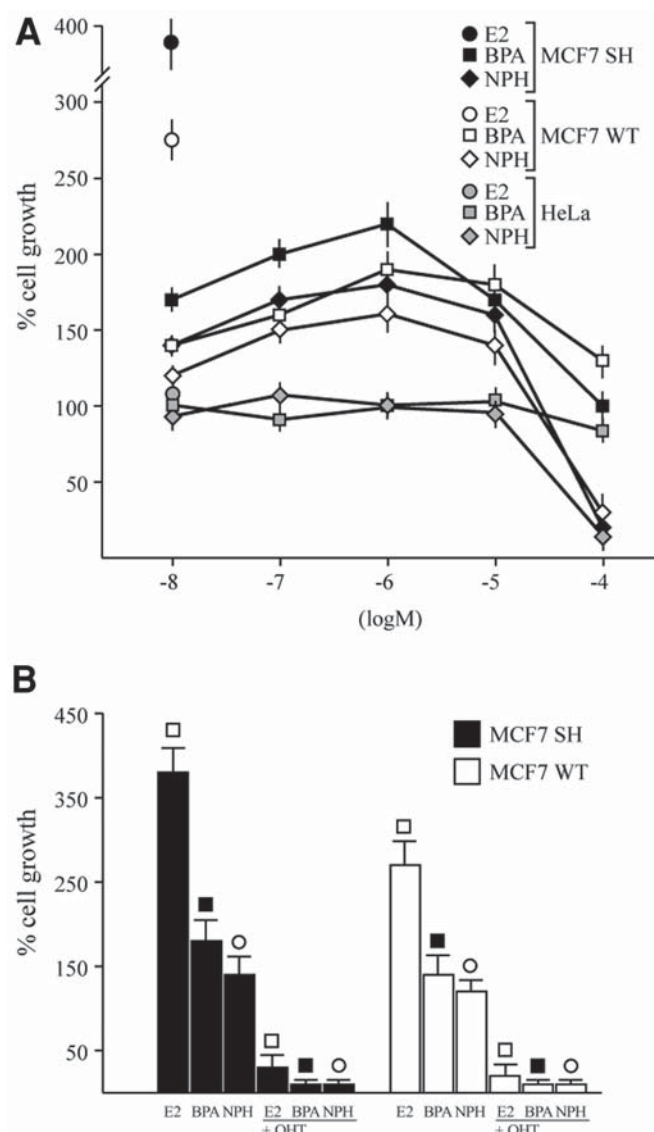 A
400
300
250
200
150
100
50
% cell growth
E2
BPA
NPH
MCF7 SH
E2
BPA
NPH
MCF7 WT
E2
BPA
NPH
HeLa
-8 -7 -6 -5 -4
(logM)
B
450
350
250
150
50
% cell growth
MCF7 SH
MCF7 WT
E2 BPA NPH E2 BPA NPH E2 BPA NPH E2 BPA NPH
+ OHT + OHT